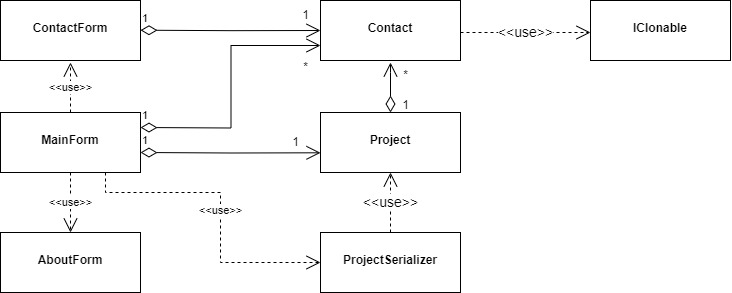 ContactForm
1
1
Contact
<<use>>
IClonable
*
<<use>>
*
1
1
MainForm
1
1
Project
<<use>>
<<use>>
<<use>>
AboutForm
ProjectSerializer